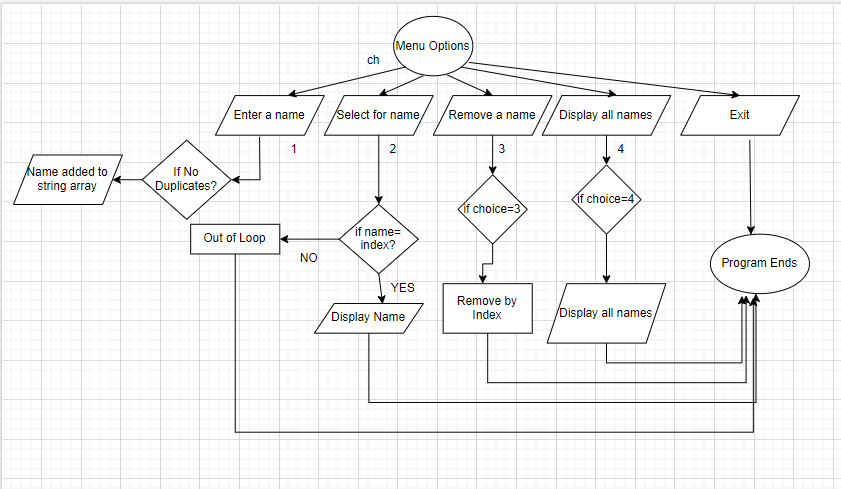 Menu Options
ch
Enter a name
Select for name
Remove a name
Display all names
Exit
1
2
3
4
Name added to
string array
If No
Duplicates?
if choice=3
if choice=4
Out of Loop
if name=
index?
NO
YES
Program Ends
Display Name
Remove by
Index
Display all names